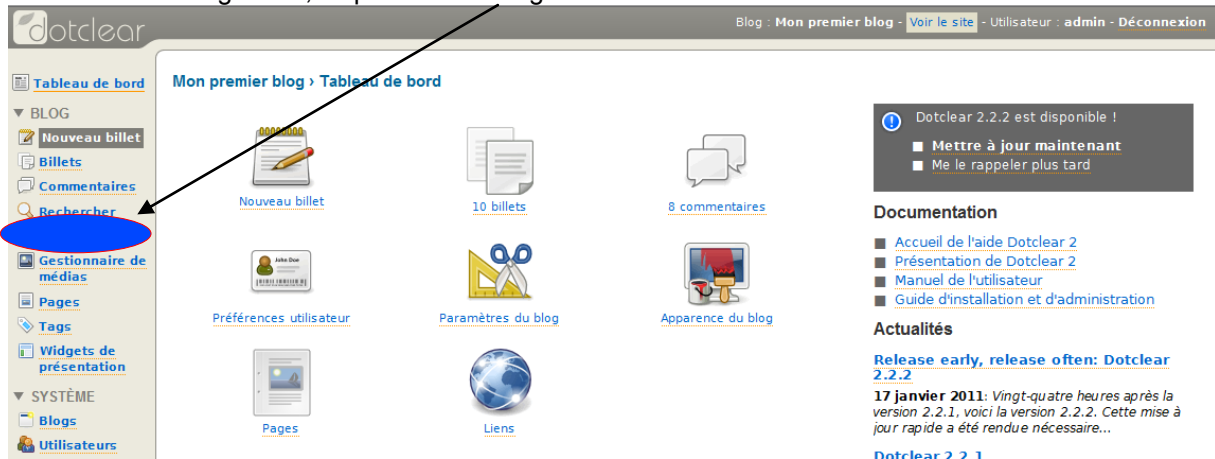 dotclear
Blog : Mon premier blog - Voir le site - Utilisateur : admin - Déconnexion
Tableau de bord
BLOG
Nouveau billet
Billets
Commentaires
Rechercher
Gestionnaire de
médias
Pages
Tags
Widgets de
présentation
SYSTÈME
Blogs
Utilisateurs
Mon premier blog › Tableau de bord
Nouveau billet
10 billets
8 commentaires
John Doe
Préférences utilisateur
Paramètres du blog
Apparence du blog
Pages
Liens
Dotclear 2.2.2 est disponible !
Mettre à jour maintenant
Me le rappeler plus tard
Documentation
Accueil de l'aide Dotclear 2
Présentation de Dotclear 2
Manuel de l'utilisateur
Guide d'installation et d'administration
Actualités
Release early, release often: Dotclear
2.2.2
17 janvier 2011: Vingt-quatre heures après la
version 2.2.1, voici la version 2.2.2. Cette mise à
jour rapide a été rendue nécessaire...
Dotclear 2.2.1